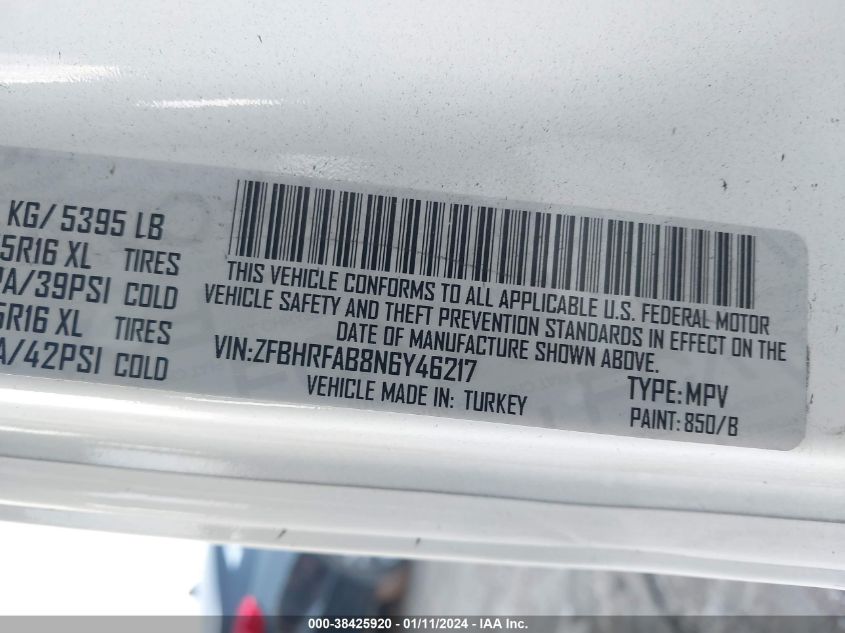 KG/ 5395 LB
5R16 XL TIRES
PA/39PSI COLD
5R16 XL TIRES
A/42PSI COLD
THIS VEHICLE CONFORMS TO ALL APPLICABLE U.S. FEDERAL MOTOR
VEHICLE SAFETY AND THEFT PREVENTION STANDARDS IN EFFECT ON THE
DATE OF MANUFACTURE SHOWN ABOVE.
VIN:ZFBHRFAB8N6Y46217
TYPE:MPV
VEHICLE MADE IN: TURKEY
PAINT: 850/B
000-38425920 - 01/11/2024 - IAA Inc.